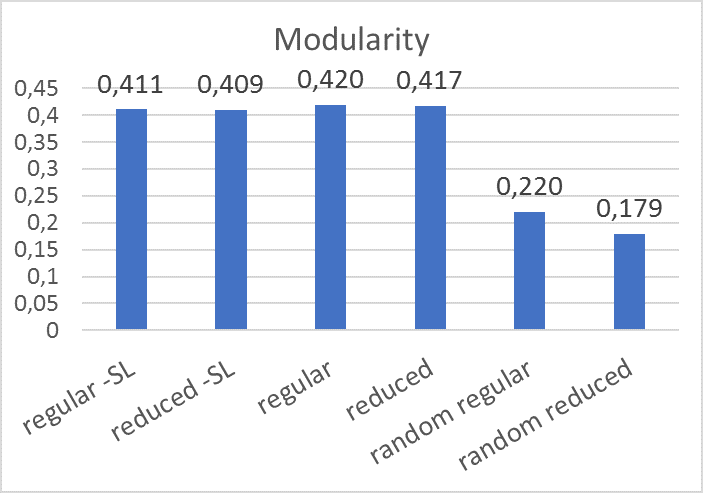 Modularity
0,45
0,4
0,35
0,3
0,25
0,2
0,15
0,1
0,05
0
0,411
0,409
0,420
0,417
0,220
0,179
regular -SL
reduced -SL
regular
reduced
random regular
random reduced